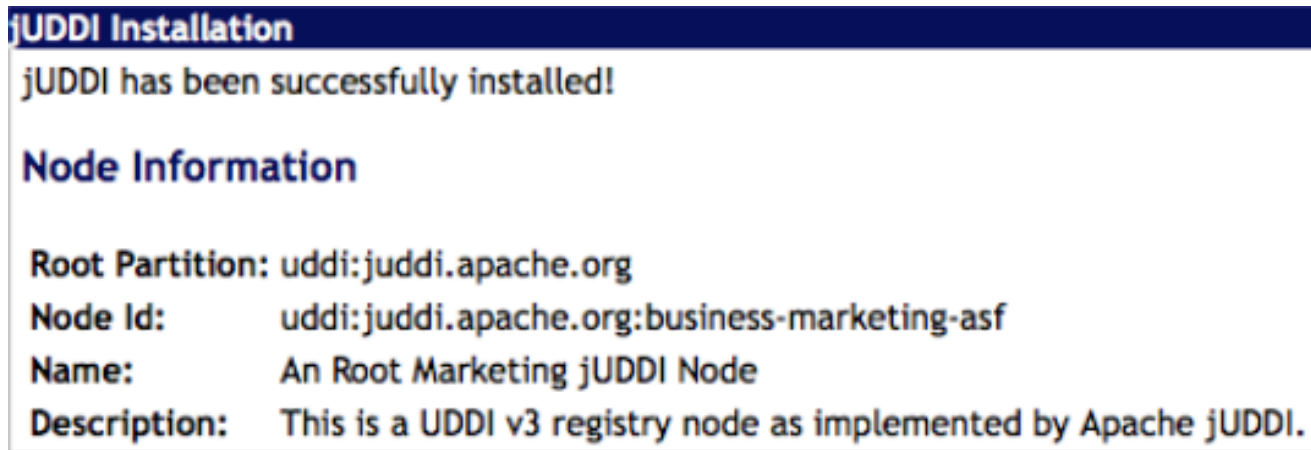 jUDDI Installation
jUDDI has been successfully installed!
Node Information
Root Partition: uddi:juddi.apache.org
Node Id: uddi:juddi.apache.org:business-marketing-asf
Name: An Root Marketing jUDDI Node
Description: This is a UDDI v3 registry node as implemented by Apache jUDDI.